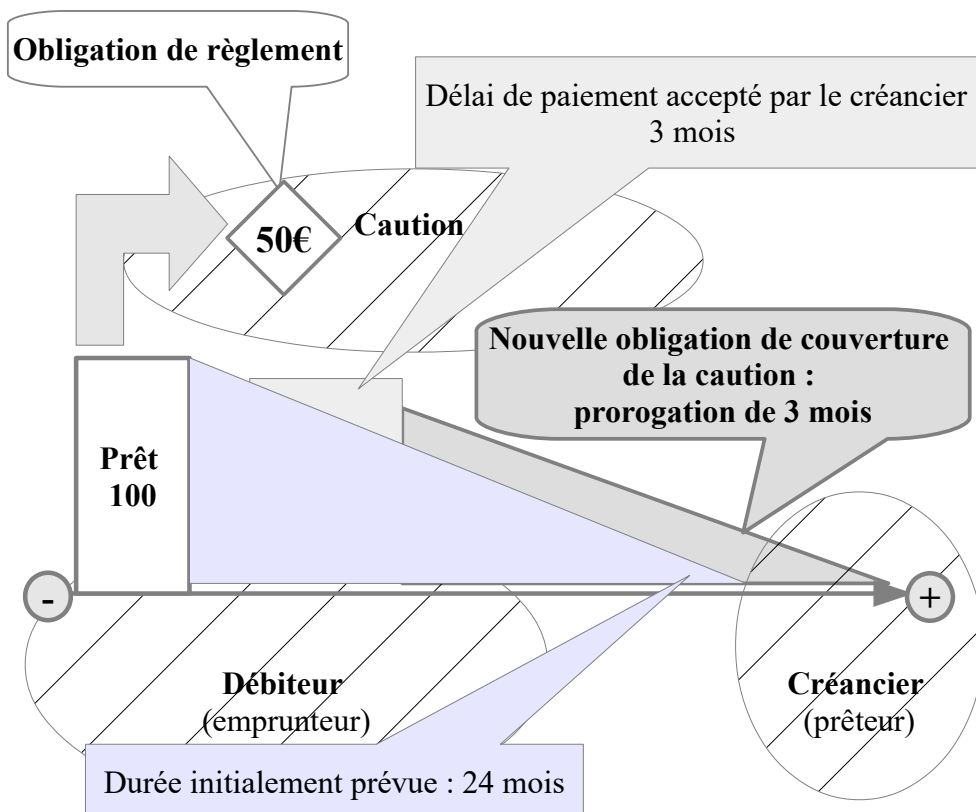 Obligation de règlement
Délai de paiement accepté par le créancier
3 mois
50€
Caution
Nouvelle obligation de couverture
de la caution :
prorogation de 3 mois
Prêt
100
-
+
Débiteur
(emprunteur)
Créancier
(prêteur)
Durée initialement prévue : 24 mois